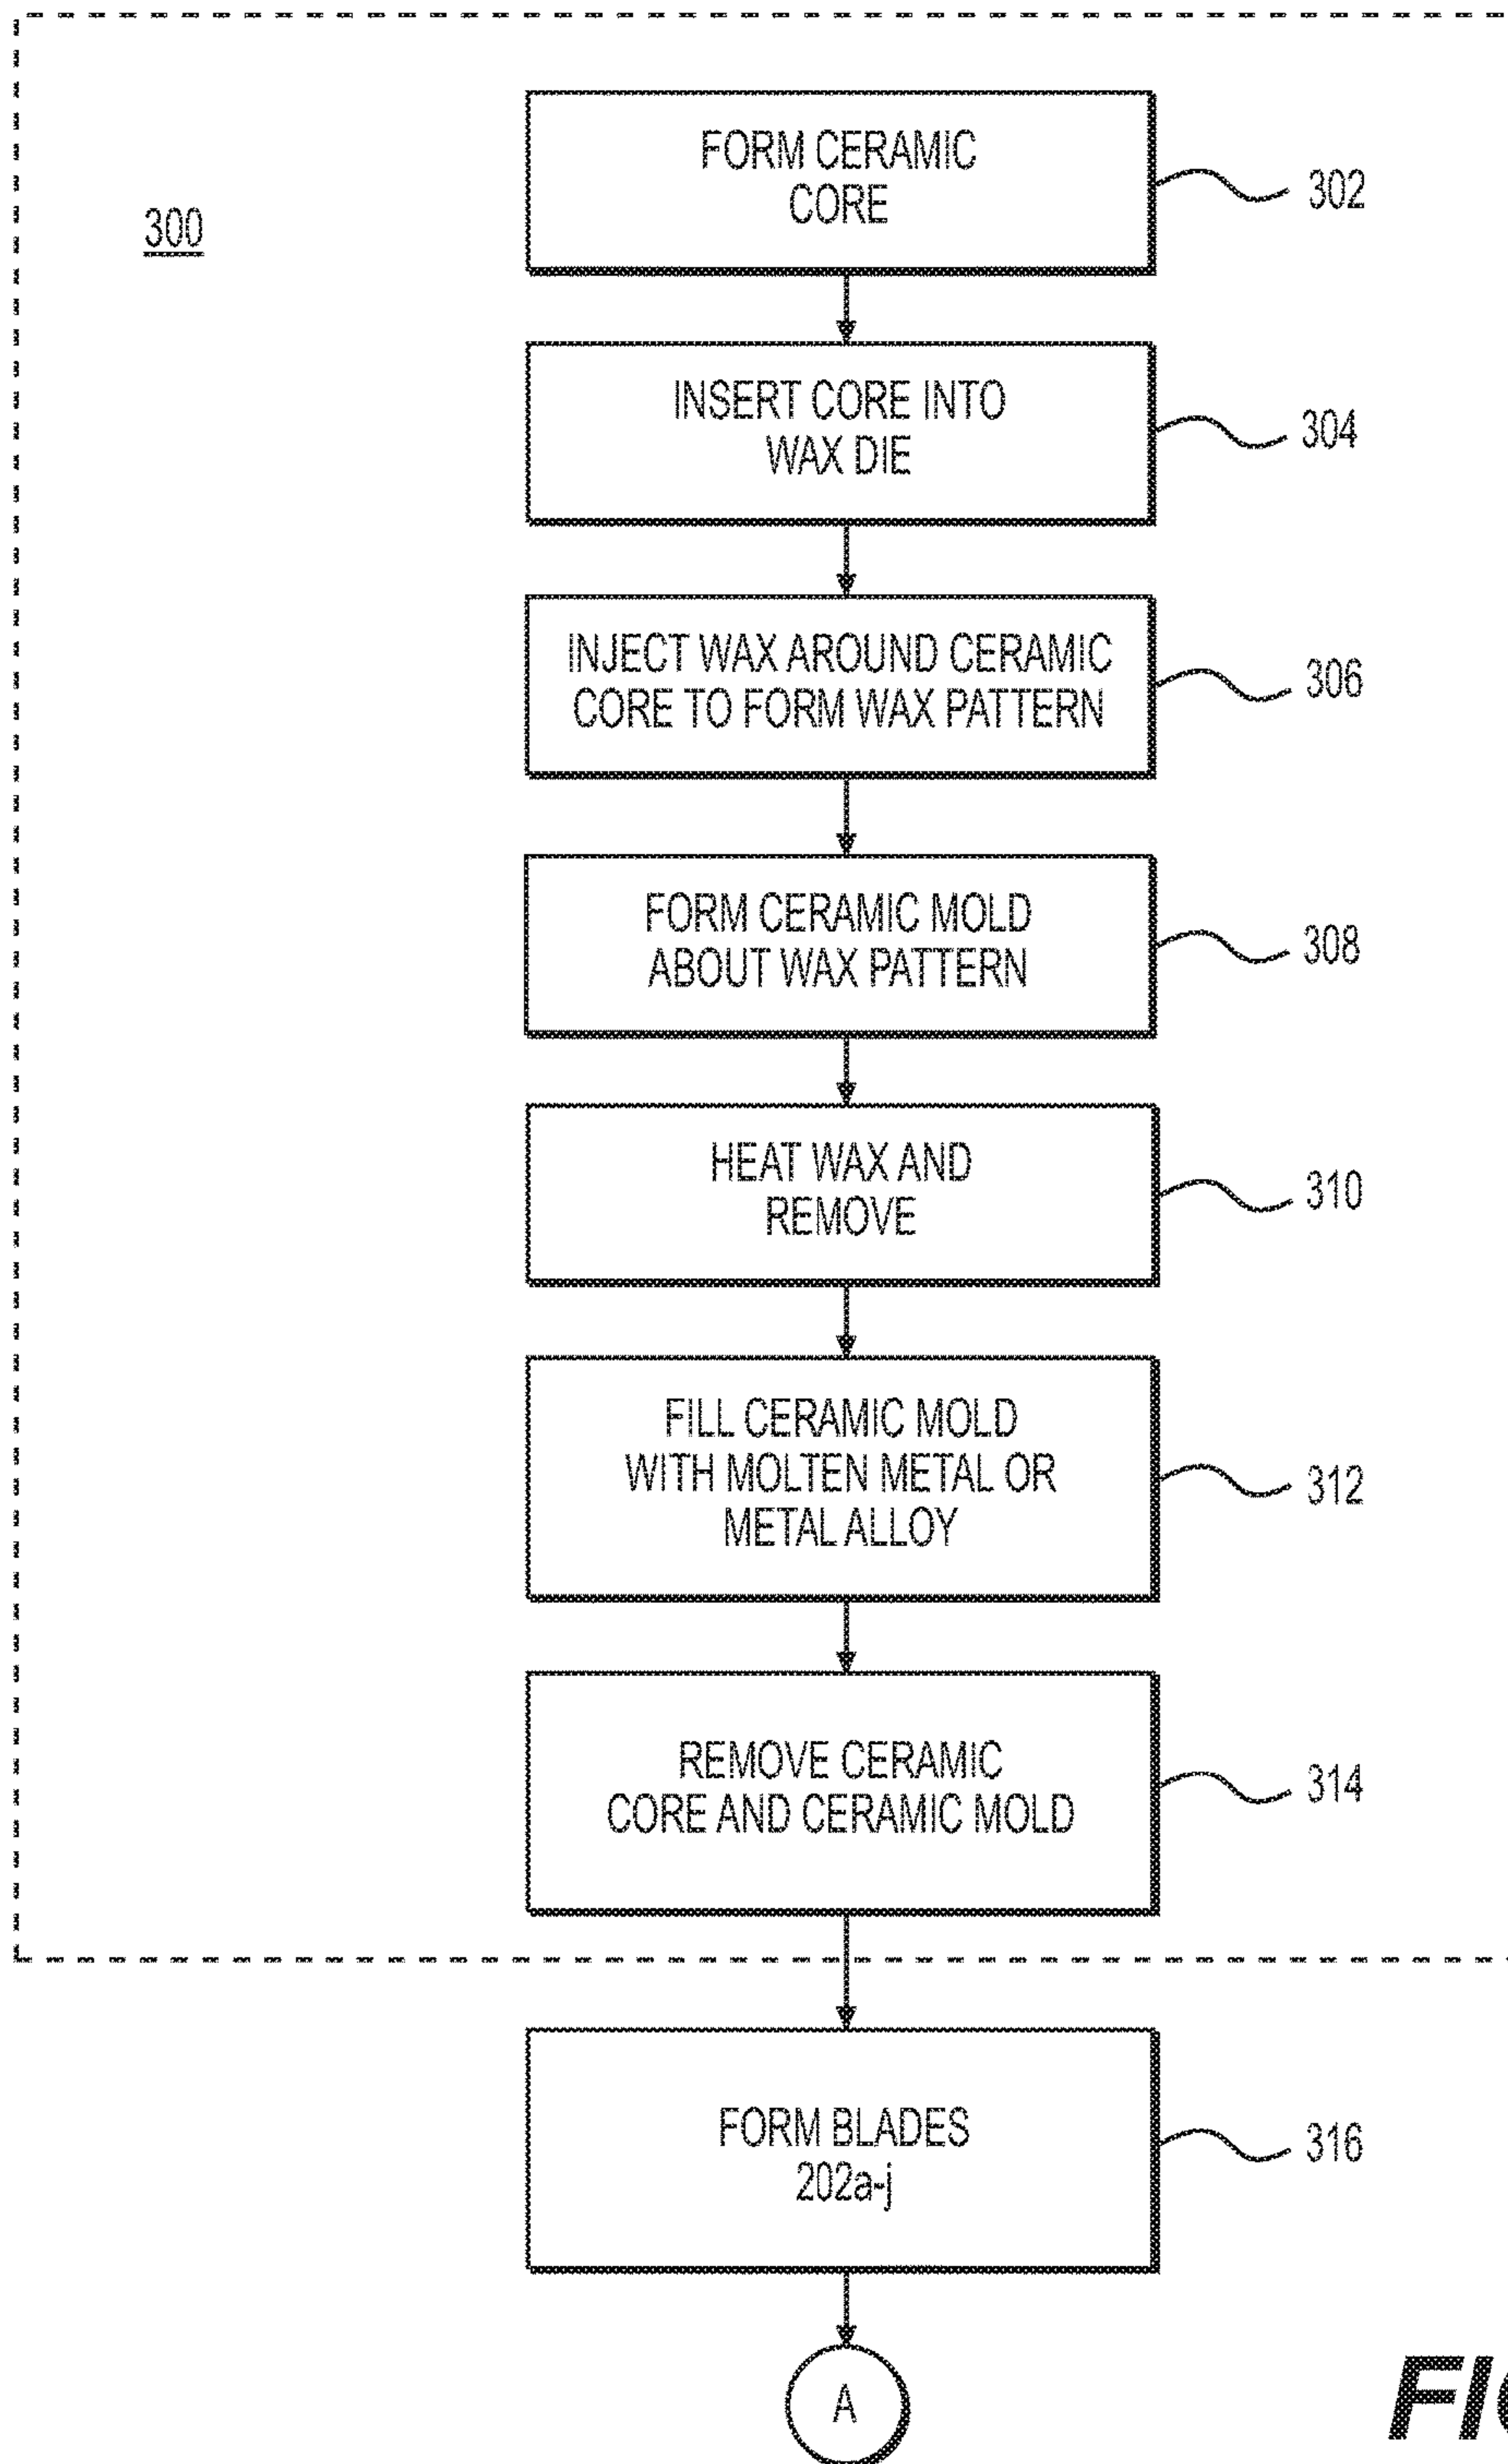 300
FORM CERAMIC
CORE
302
INSERT CORE INTO
WAX DIE
304
INJECT WAX AROUND CERAMIC
CORE TO FORM WAX PATTERN
306
FORM CERAMIC MOLD
ABOUT WAX PATTERN
308
HEAT WAX AND
REMOVE
310
FILL CERAMIC MOLD
WITH MOLTEN METAL OR
METAL ALLOY
312
REMOVE CERAMIC
CORE AND CERAMIC MOLD
314
FORM BLADES
202a-j
316
A